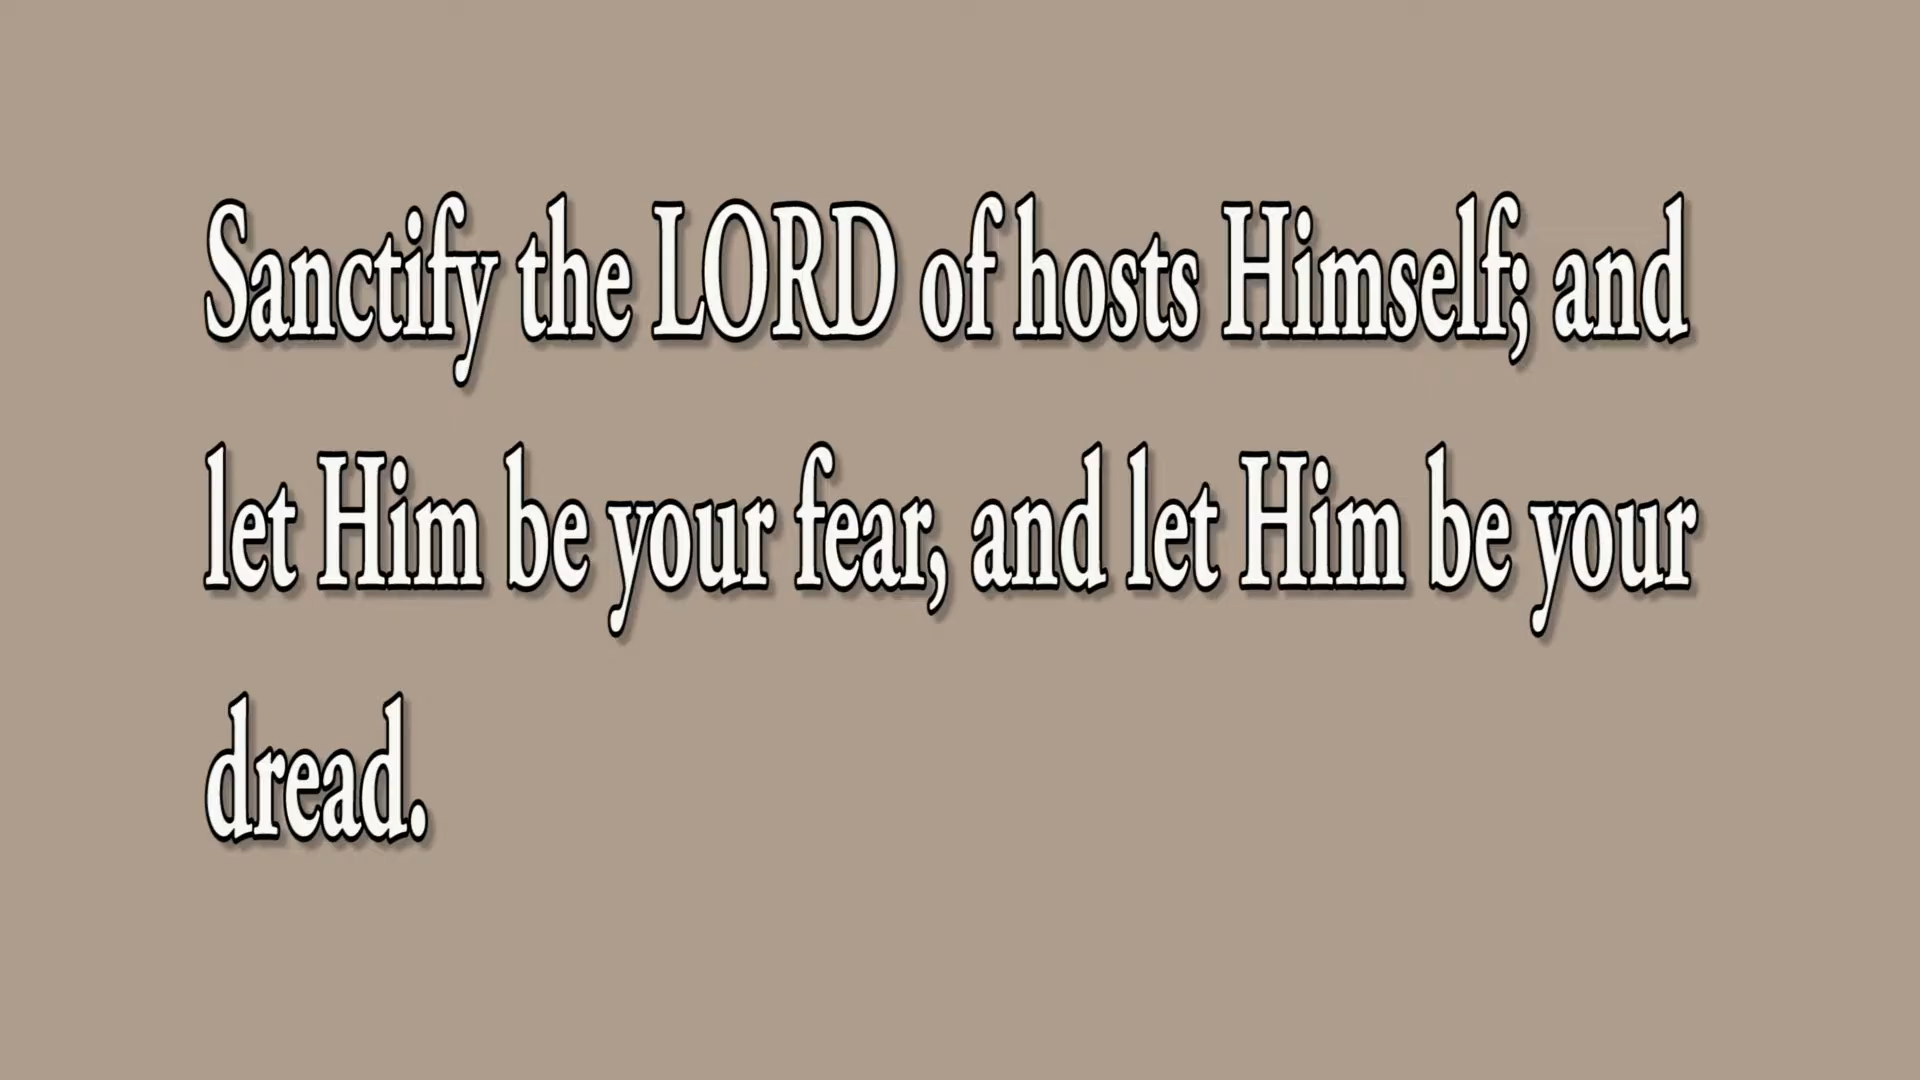 Sanctify the LORD of hosts Himself; and
let Him be your fear, and let Him be your
dread.